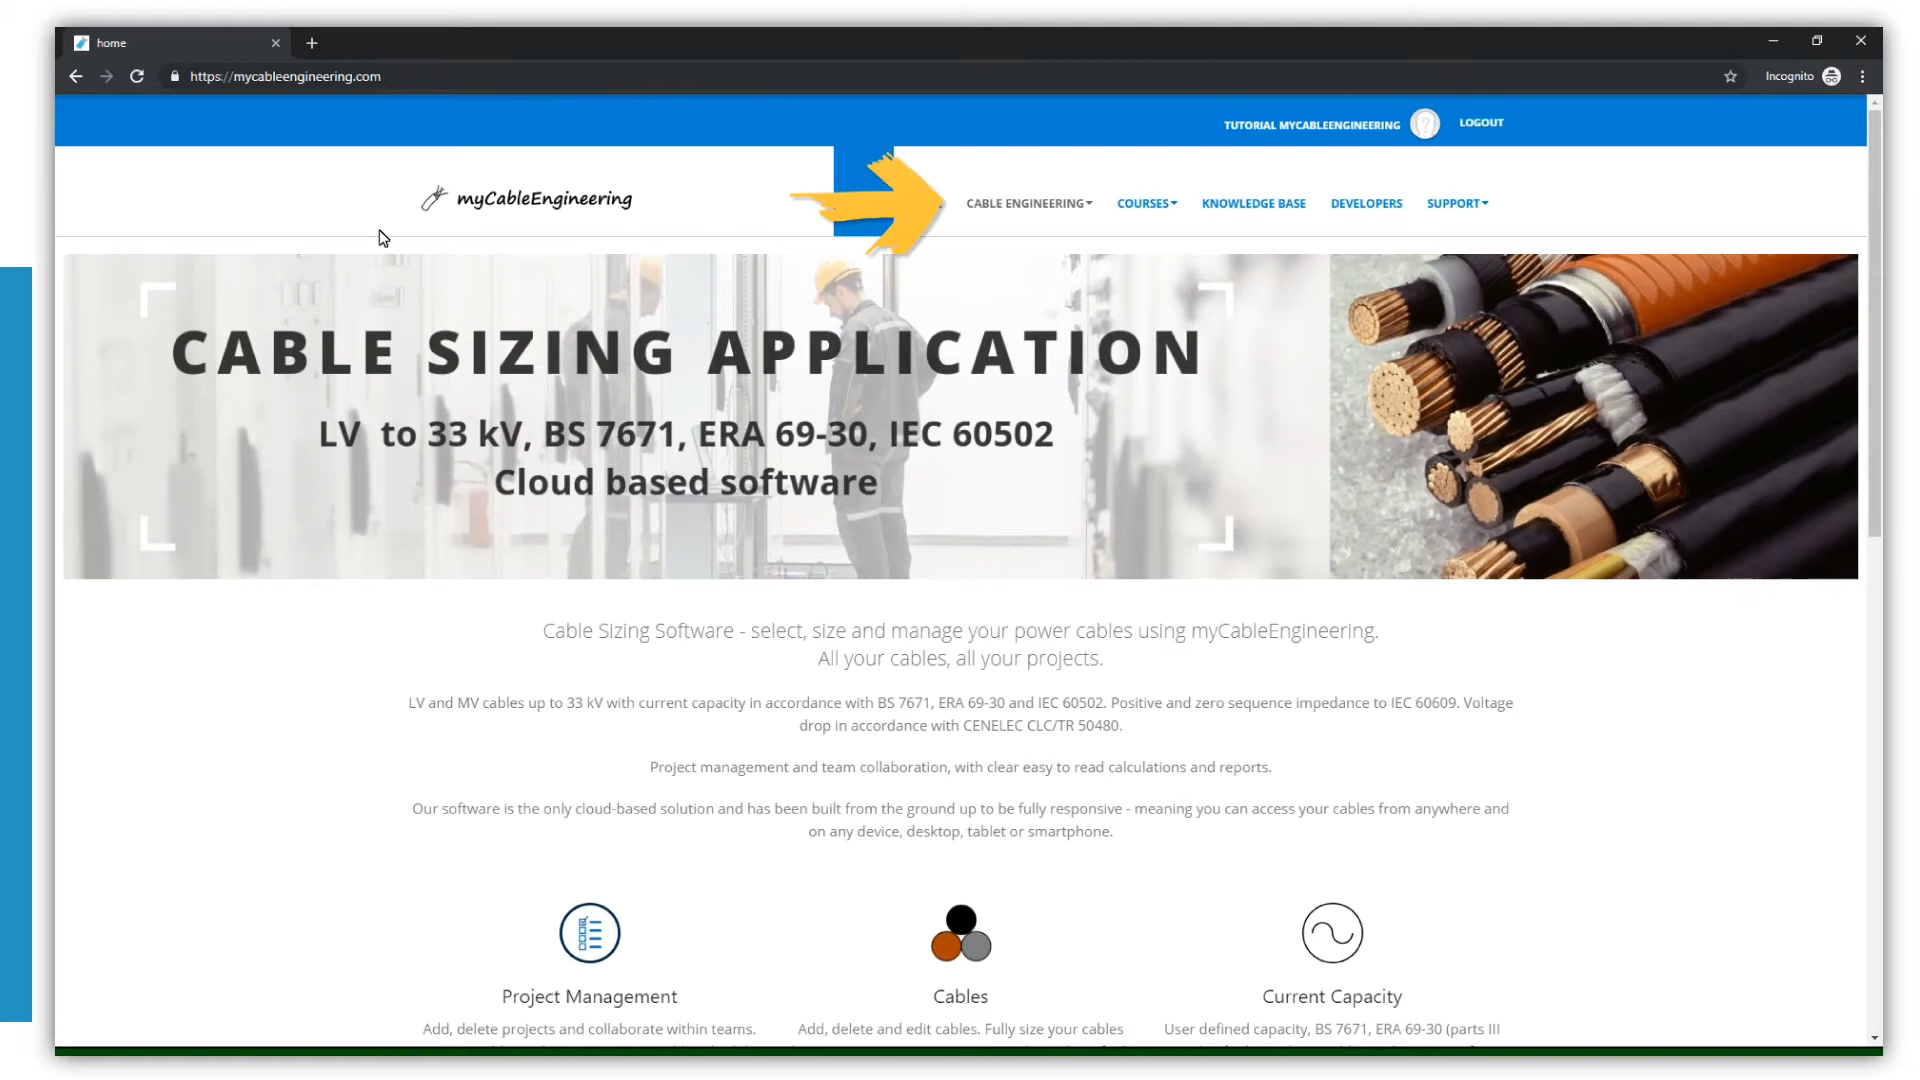 home
https://mycableengineering.com
Incognito
TUTORIAL MYCABLEENGINEERING
LOGOUT
myCableEngineering
CABLE ENGINEERING
COURSES
KNOWLEDGE BASE
DEVELOPERS
SUPPORT
CABLE SIZING APPLICATION
LV to 33 kV, BS 7671, ERA 69-30, IEC 60502
Cloud based software
Cable Sizing Software - select, size and manage your power cables using myCableEngineering.
All your cables, all your projects.
LV and MV cables up to 33 kV with current capacity in accordance with BS 7671, ERA 69-30 and IEC 60502. Positive and zero sequence impedance to IEC 60609. Voltage
drop in accordance with CENELEC CLC/TR 50480.
Project management and team collaboration, with clear easy to read calculations and reports.
Our software is the only cloud-based solution and has been built from the ground up to be fully responsive - meaning you can access your cables from anywhere and
on any device, desktop, tablet or smartphone.
Project Management
Add, delete projects and collaborate within teams.
Cables
Add, delete and edit cables. Fully size your cables
Current Capacity
User defined capacity, BS 7671, ERA 69-30 (parts III